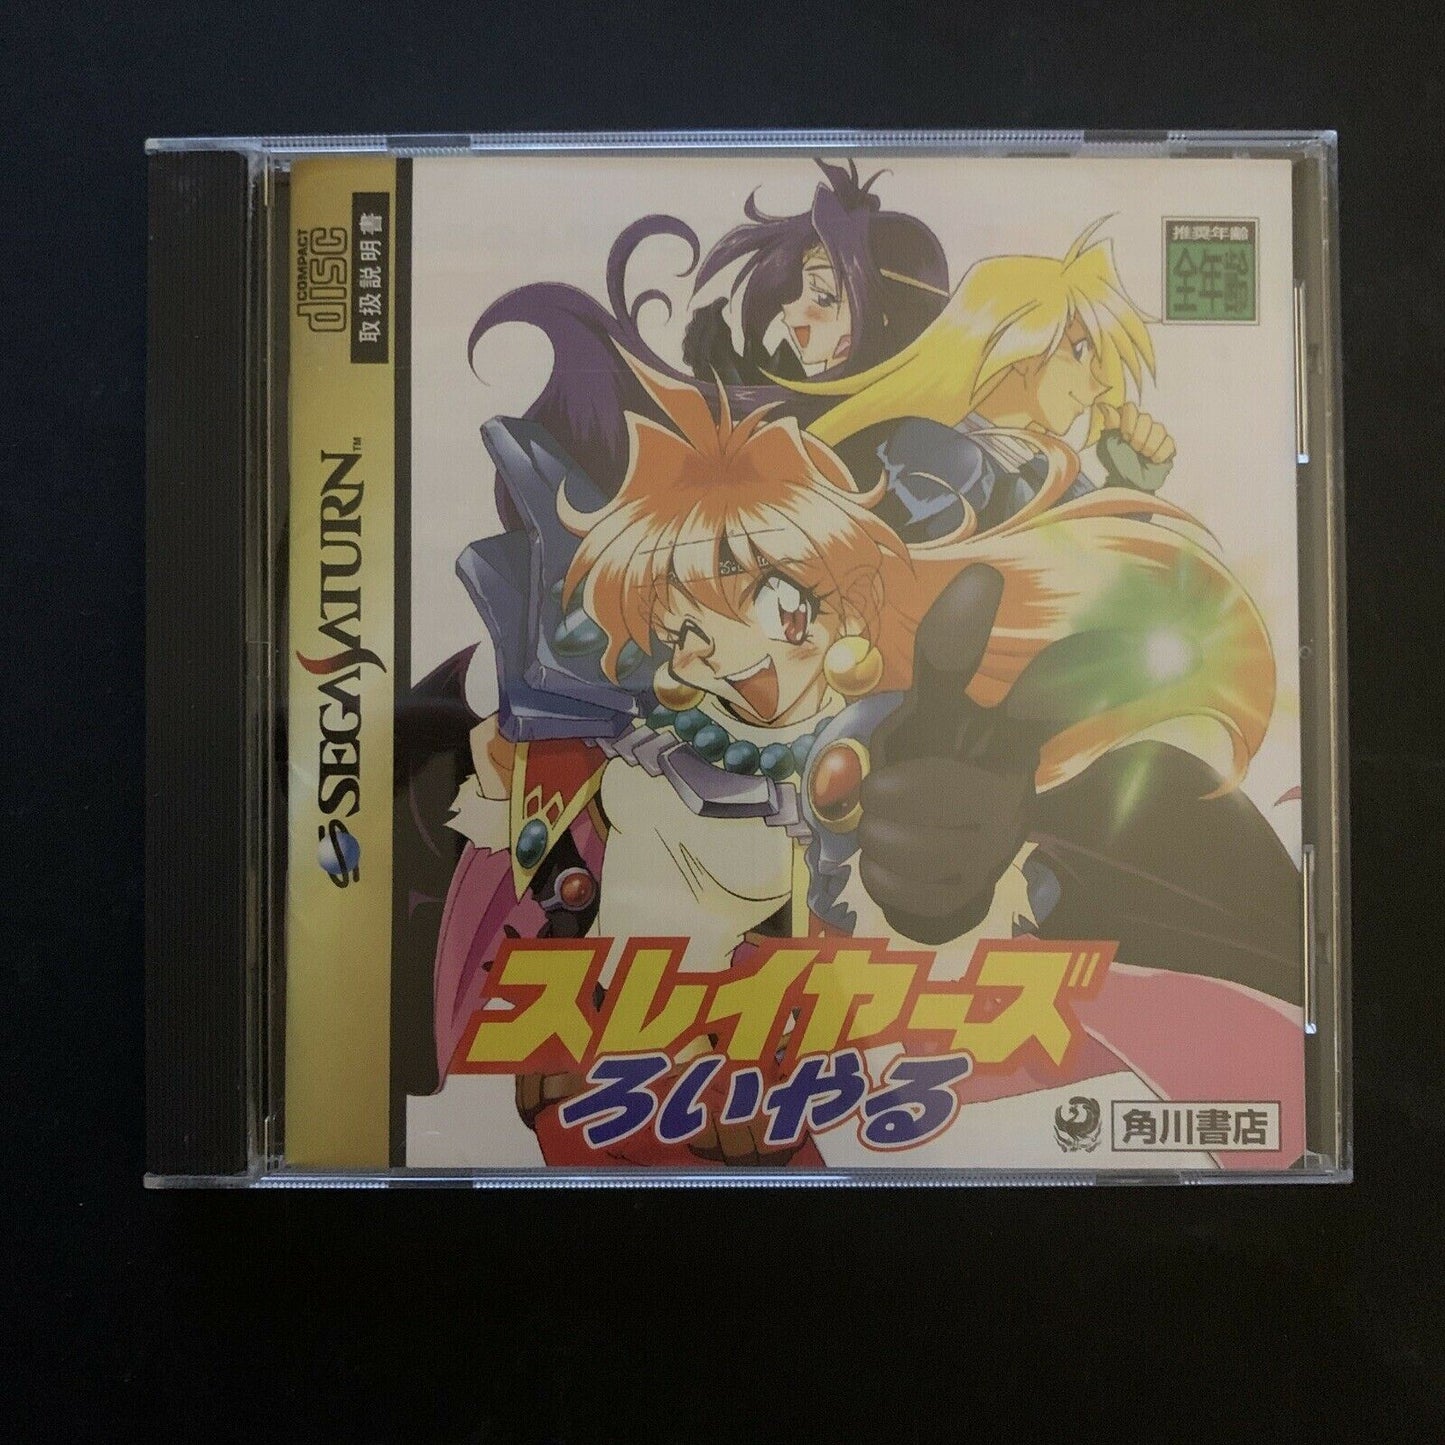 COMPACT
disc
取扱説明書
SEGA SATURN™
推奨年齢
全年齢
スレイヤーズ
ろいやる
角川書店